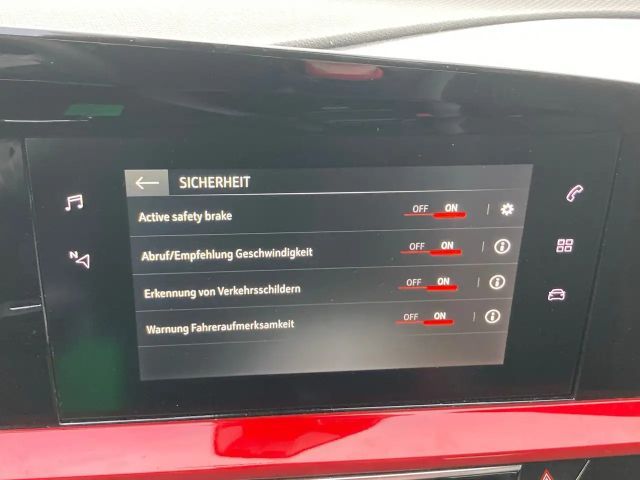 SICHERHEIT
Active safety brake OFF ON
Abruf/Empfehlung Geschwindigkeit OFF ON
Erkennung von Verkehrsschildern OFF ON
Warnung Fahreraufmerksamkeit OFF ON
N